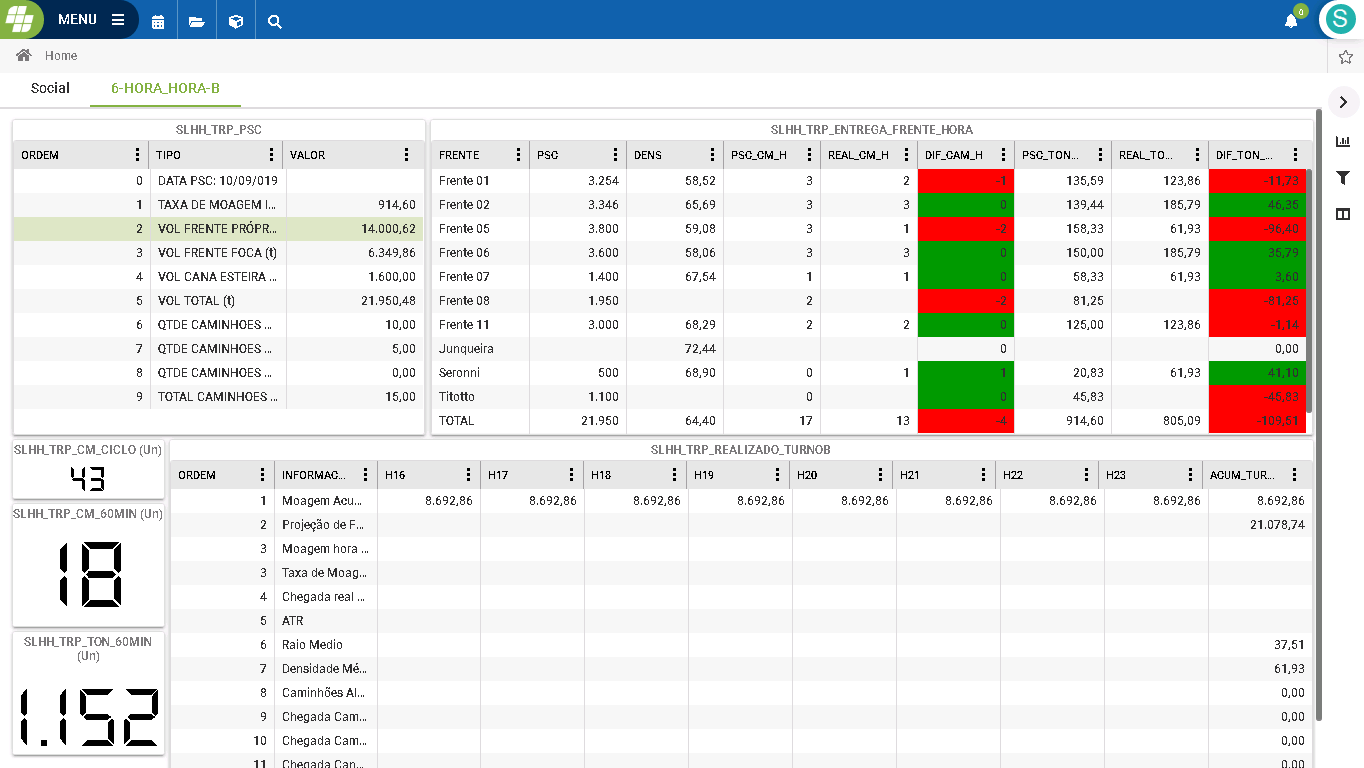 MENU
0
S
Home
Social 6-HORA_HORA-B
SLHH_TRP_PSC
ORDEM TIPO VALOR
0 DATA PSC: 10/09/019
1 TAXA DE MOAGEM I... 914,60
2 VOL FRENTE PRÓPR... 14.000,62
3 VOL FRENTE FOCA (t) 6.349,86
4 VOL CANA ESTEIRA ... 1.600,00
5 VOL TOTAL (t) 21.950,48
6 QTDE CAMINHOES ... 10,00
7 QTDE CAMINHOES ... 5,00
8 QTDE CAMINHOES ... 0,00
9 TOTAL CAMINHOES ... 15,00
SLHH_TRP_ENTREGA_FRENTE_HORA
FRENTE PSC DENS PSC_CM_H REAL_CM_H DIF_CAM_H PSC_TON... REAL_TO... DIF_TON_...
Frente 01 3.254 58,52 3 2 -1 135,59 123,86 -11,73
Frente 02 3.346 65,69 3 3 0 139,44 185,79 46,35
Frente 05 3.800 59,08 3 1 -2 158,33 61,93 -96,40
Frente 06 3.600 58,06 3 3 0 150,00 185,79 35,79
Frente 07 1.400 67,54 1 1 0 58,33 61,93 3,60
Frente 08 1.950 2 -2 81,25 -81,25
Frente 11 3.000 68,29 2 2 0 125,00 123,86 -1,14
Junqueira 72,44 0 0,00
Seronni 500 68,90 0 1 1 20,83 61,93 41,10
Titotto 1.100 0 0 45,83 -45,83
TOTAL 21.950 64,40 17 13 -4 914,60 805,09 -109,51
SLHH_TRP_CM_CICLO (Un)
43
SLHH_TRP_CM_60MIN (Un)
18
SLHH_TRP_TON_60MIN
(Un)
1.152
SLHH_TRP_REALIZADO_TURNOB
ORDEM INFORMAC... H16 H17 H18 H19 H20 H21 H22 H23 ACUM_TUR...
1 Moagem Acu... 8.692,86 8.692,86 8.692,86 8.692,86 8.692,86 8.692,86 8.692,86 8.692,86 8.692,86
2 Projeção de F... 21.078,74
3 Moagem hora ...
3 Taxa de Moag...
4 Chegada real ...
5 ATR
6 Raio Medio 37,51
7 Densidade Mé... 61,93
8 Caminhões Al... 0,00
9 Chegada Cam... 0,00
10 Chegada Cam... 0,00
11 Chegada Can... 0,00